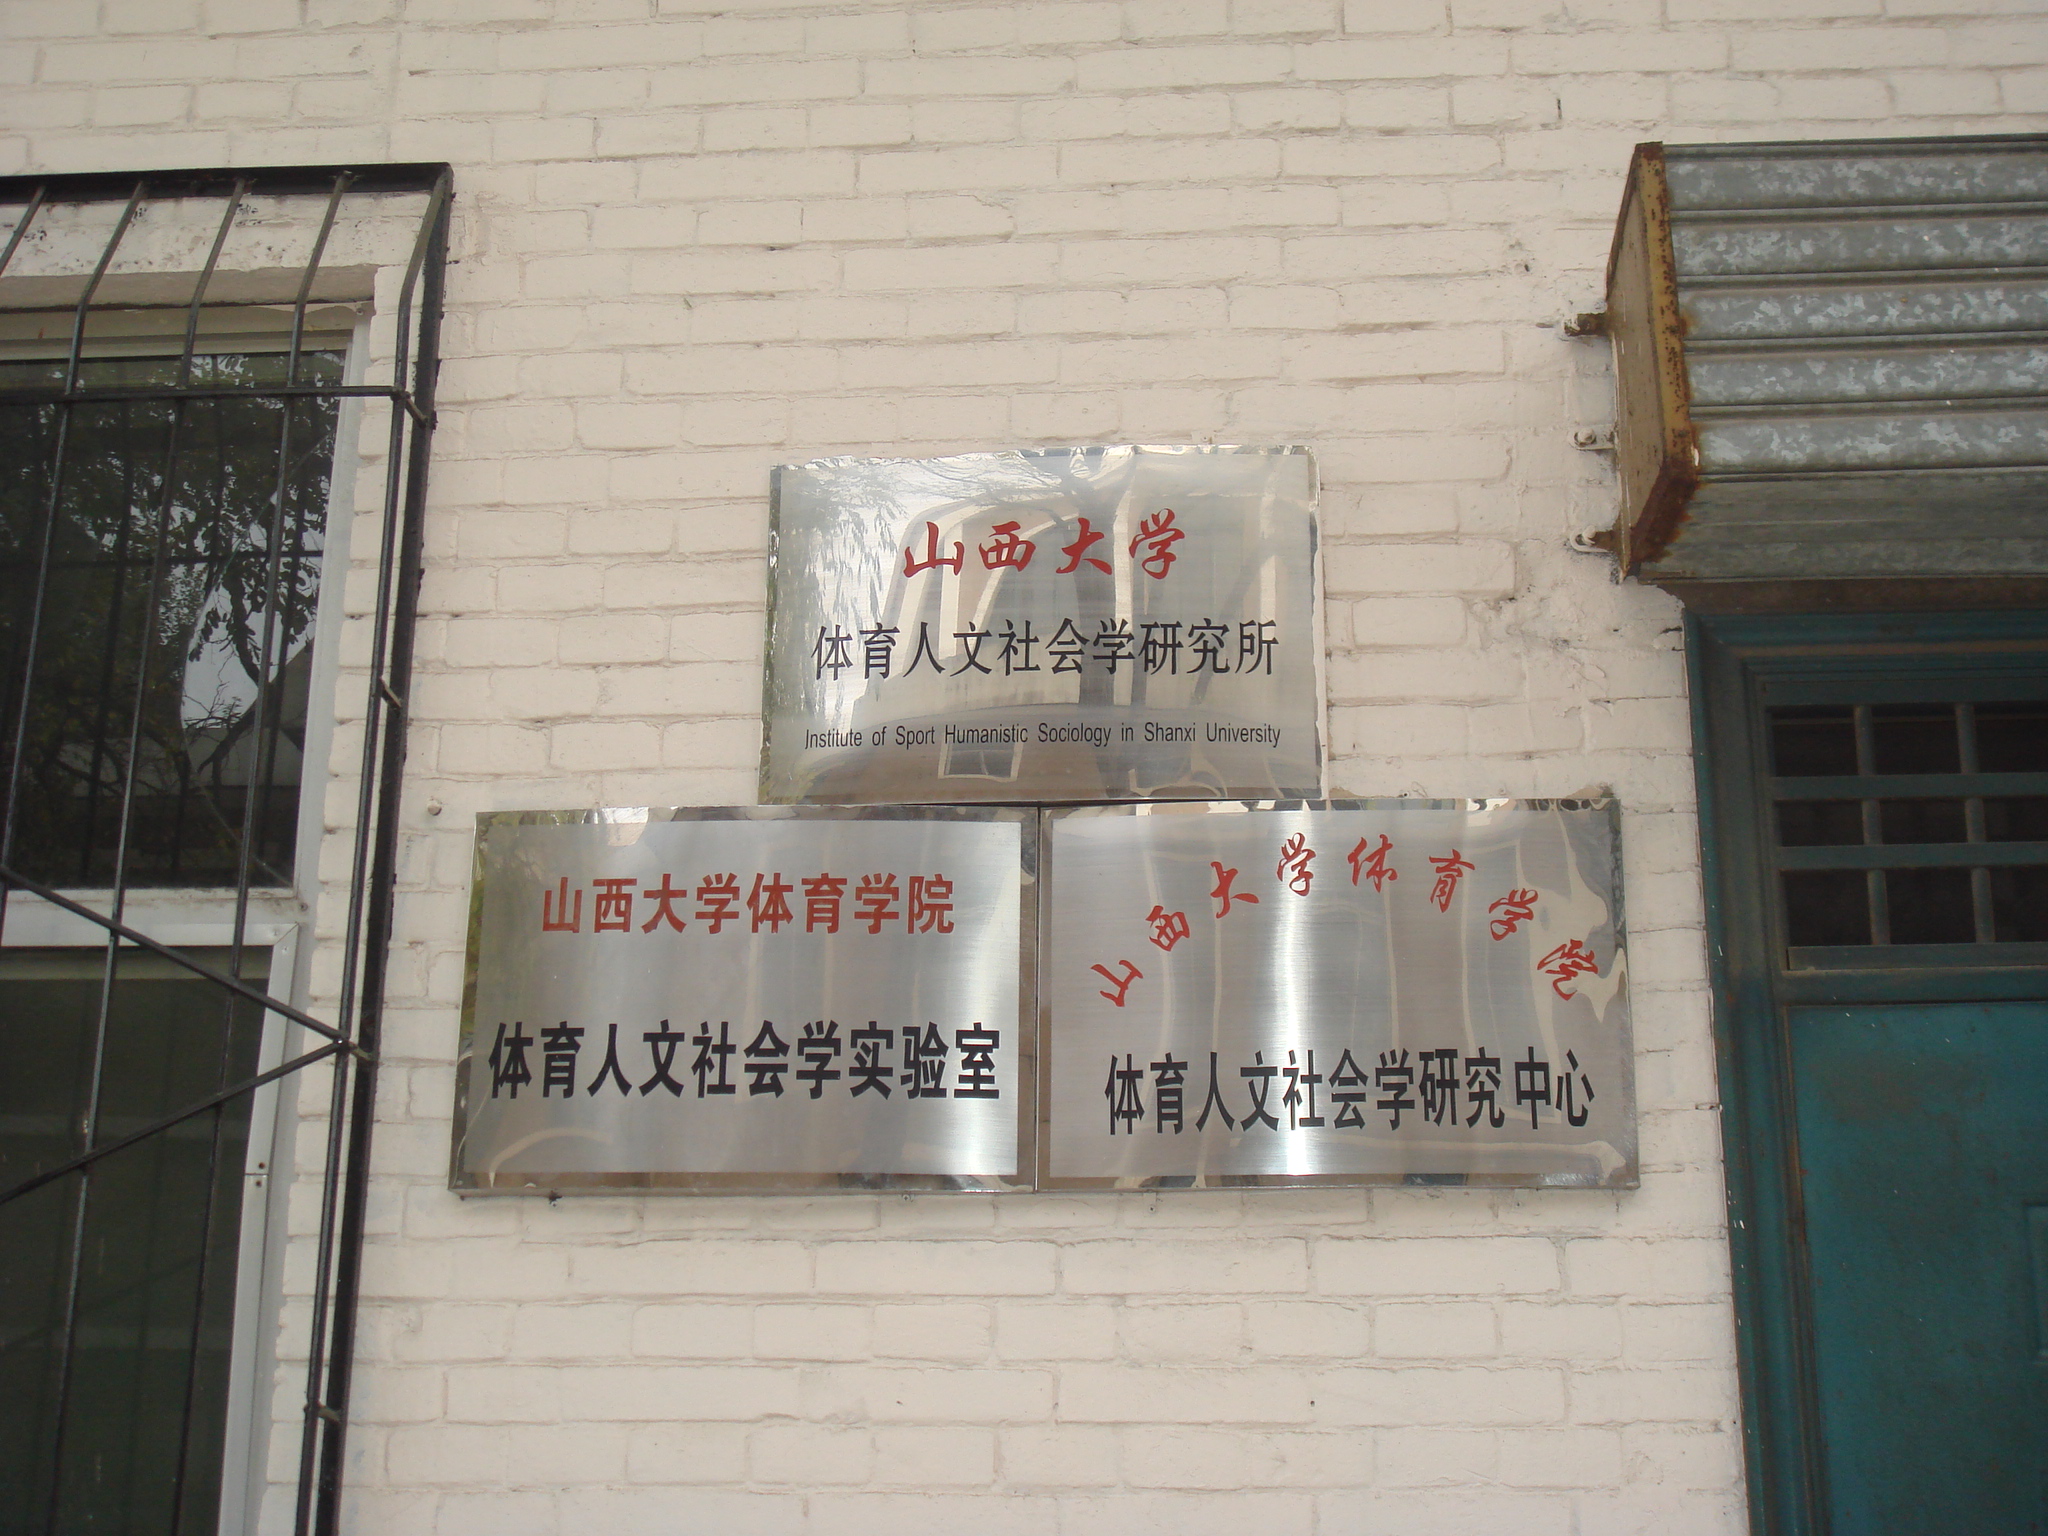 山西大学
体育人文社会学研究所
Institute of Sport Humanistic Sociology in Shanxi University
山西大学体育学院
体育人文社会学实验室
山西大学体育学院
体育人文社会学研究中心